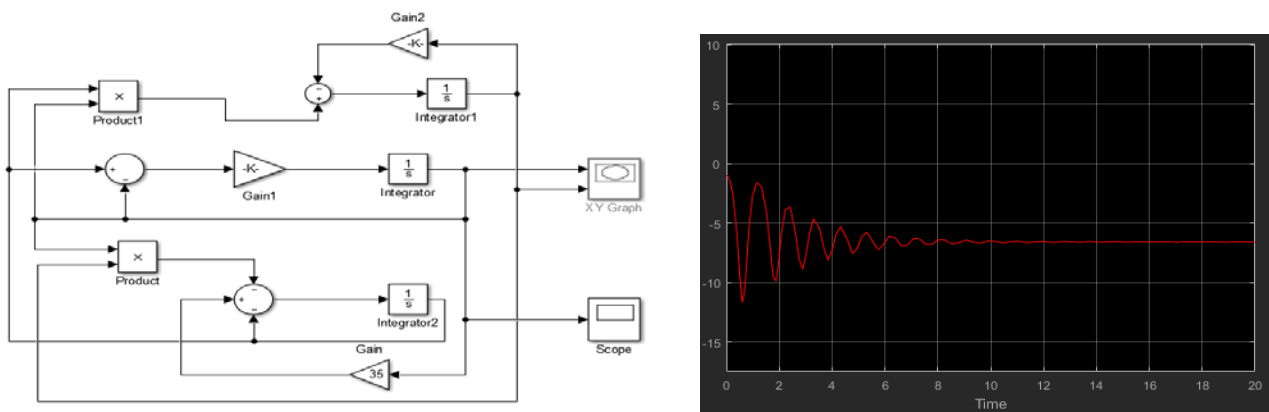 Gain2
-K-
×
Product1
−
+
1
s
Integrator1
+
−
-K-
Gain1
1
s
Integrator
XY Graph
×
Product
−
+
−
1
s
Integrator2
Gain
35
Scope
10
5
0
-5
-10
-15
0 2 4 6 8 10 12 14 16 18 20
Time